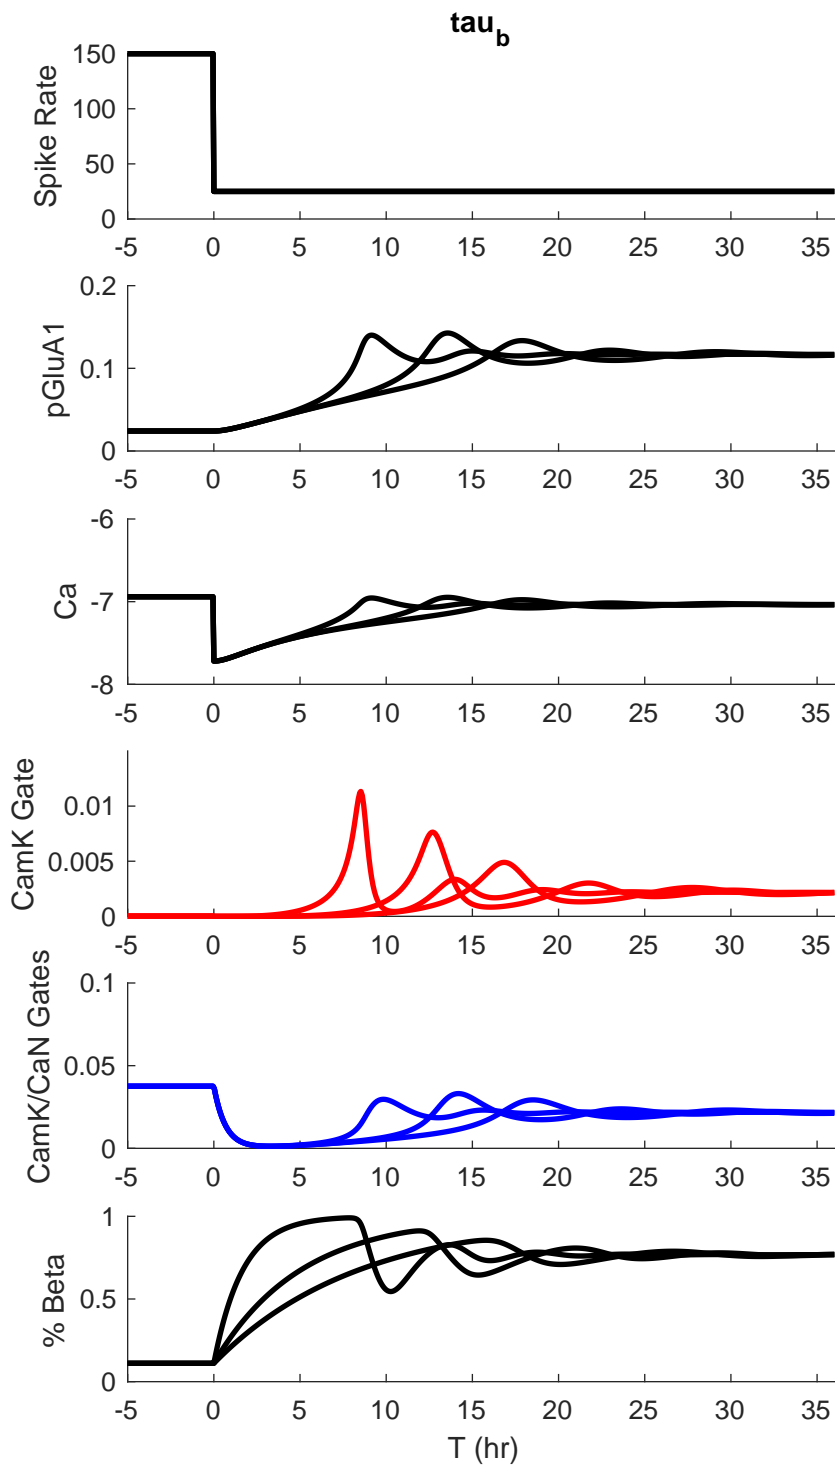 tau_b
Spike Rate
150
100
50
0
-5 0 5 10 15 20 25 30 35
pGluA1
0.2
0.1
0
-5 0 5 10 15 20 25 30 35
Ca
-6
-7
-8
-5 0 5 10 15 20 25 30 35
CamK Gate
0.01
0.005
0
-5 0 5 10 15 20 25 30 35
CamK/CaN Gates
0.1
0.05
0
-5 0 5 10 15 20 25 30 35
% Beta
1
0.5
0
-5 0 5 10 15 20 25 30 35
T (hr)